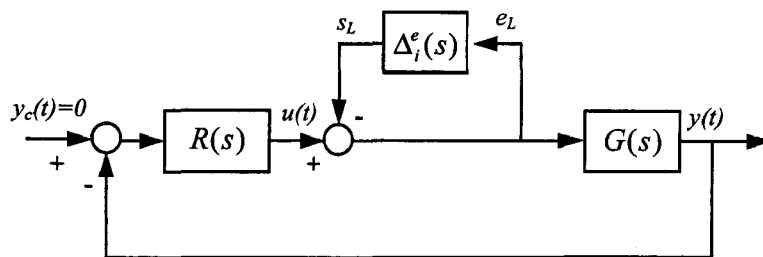 s_L
Δ_i^e(s)
e_L
y_c(t)=0
+
-
R(s)
u(t)
+
-
G(s)
y(t)